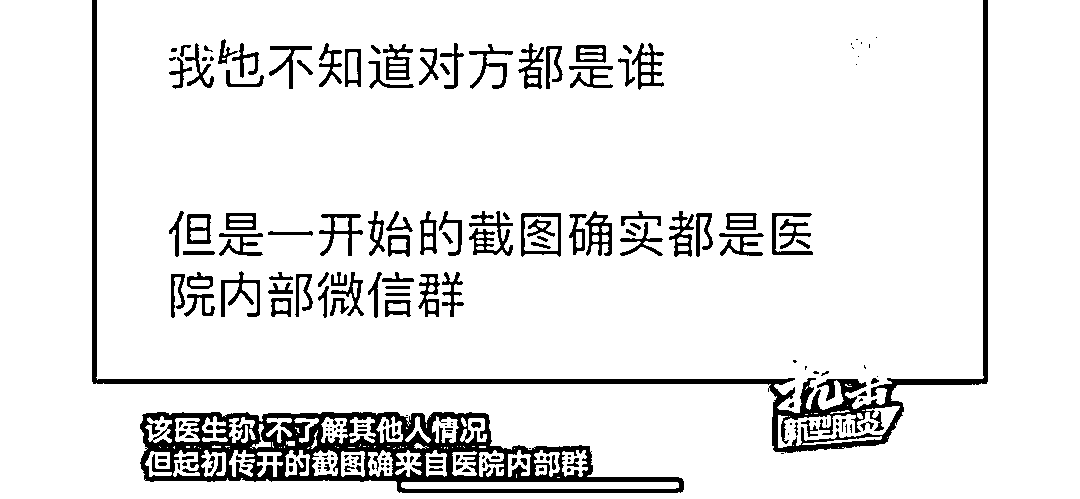 我也不知道对方都是谁
但是一开始的截图确实都是医
院内部微信群
抗击
新型肺炎
该医生称 不了解其他人情况
但起初传开的截图确来自医院内部群